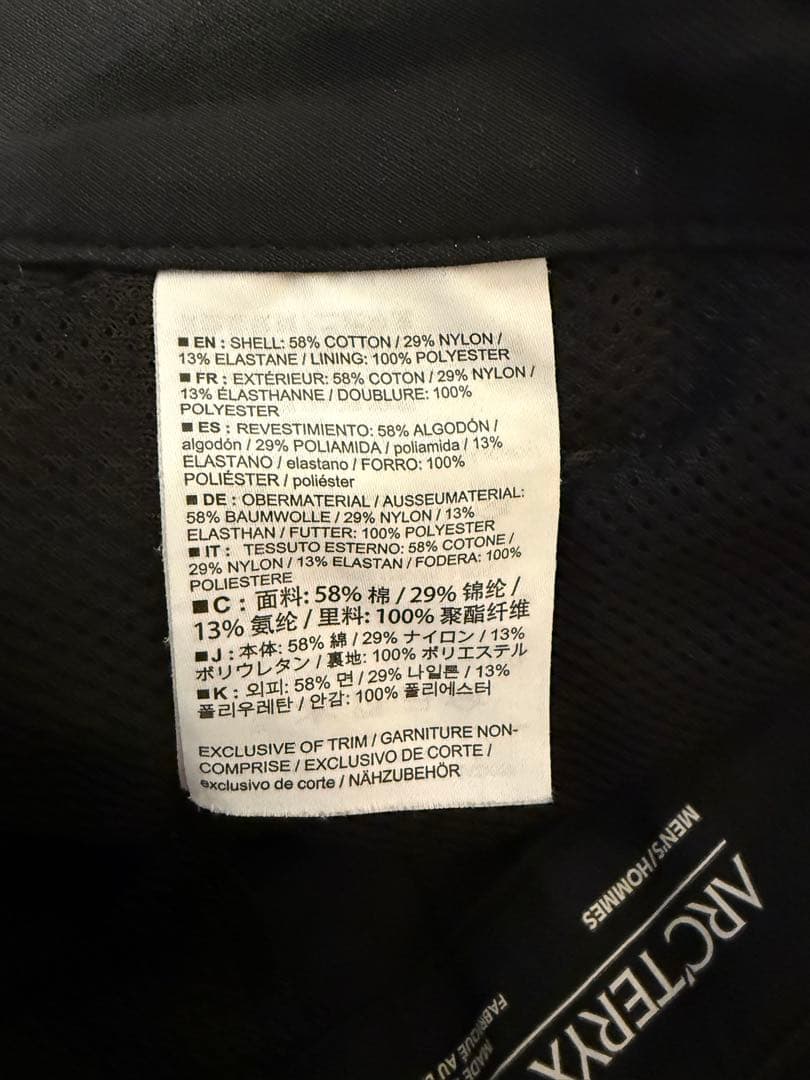 ■ EN : SHELL: 58% COTTON / 29% NYLON /
13% ELASTANE / LINING: 100% POLYESTER
■ FR : EXTÉRIEUR: 58% COTON / 29% NYLON /
13% ÉLASTHANNE / DOUBLURE: 100%
POLYESTER
■ ES : REVESTIMIENTO: 58% ALGODÓN /
algodón / 29% POLIAMIDA / poliamida / 13%
ELASTANO / elastano / FORRO: 100%
POLIÉSTER / poliéster
■ DE : OBERMATERIAL / AUSSEUMATERIAL:
58% BAUMWOLLE / 29% NYLON / 13%
ELASTHAN / FUTTER: 100% POLYESTER
■ IT : TESSUTO ESTERNO: 58% COTONE /
29% NYLON / 13% ELASTAN / FODERA: 100%
POLIESTERE
■ C : 面料: 58% 棉 / 29% 锦纶 /
13% 氨纶 / 里料: 100% 聚酯纤维
■ J : 本体: 58% 綿 / 29% ナイロン / 13%
ポリウレタン / 裏地: 100% ポリエステル
■ K : 외피: 58% 면 / 29% 나일론 / 13%
폴리우레탄 / 안감: 100% 폴리에스터
EXCLUSIVE OF TRIM / GARNITURE NON-
COMPRISE / EXCLUSIVO DE CORTE /
exclusivo de corte / NÄHZUBEHÖR
MEN'S/HOMMES
ARC'TERYX
MADE
FABRIQUÉ AU